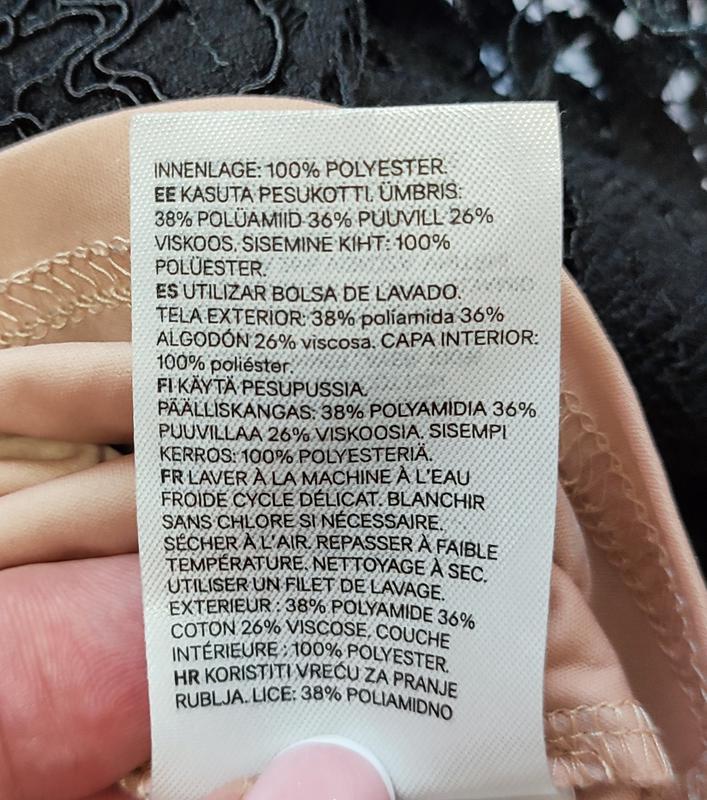 INNENLAGE: 100% POLYESTER.
EE KASUTA PESUKOTTI. ÜMBRIS:
38% POLÜAMIID 36% PUUVILL 26%
VISKOOS. SISEMINE KIHT: 100%
POLÜESTER.
ES UTILIZAR BOLSA DE LAVADO.
TELA EXTERIOR: 38% poliamida 36%
ALGODÓN 26% viscosa. CAPA INTERIOR:
100% poliéster.
FI KÄYTÄ PESUPUSSIA.
PÄÄLLISKANGAS: 38% POLYAMIDIA 36%
PUUVILLAA 26% VISKOOSIA. SISEMPI
KERROS: 100% POLYESTERIÄ.
FR LAVER À LA MACHINE À L'EAU
FROIDE CYCLE DÉLICAT. BLANCHIR
SANS CHLORE SI NÉCESSAIRE.
SÉCHER À L'AIR. REPASSER À FAIBLE
TEMPÉRATURE. NETTOYAGE À SEC.
UTILISER UN FILET DE LAVAGE.
EXTERIEUR : 38% POLYAMIDE 36%
COTON 26% VISCOSE. COUCHE
INTÉRIEURE : 100% POLYESTER.
HR KORISTITI VREĆU ZA PRANJE
RUBLJA. LICE: 38% POLIAMIDNO